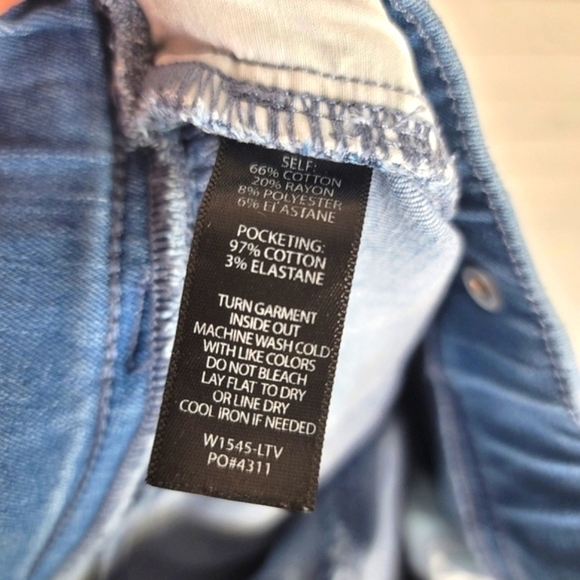 SELF:
66% COTTON
20% RAYON
8% POLYESTER
6% ELASTANE
POCKETING:
97% COTTON
3% ELASTANE
TURN GARMENT
INSIDE OUT
MACHINE WASH COLD
WITH LIKE COLORS
DO NOT BLEACH
LAY FLAT TO DRY
OR LINE DRY
COOL IRON IF NEEDED
W1545-LTV
PO#4311